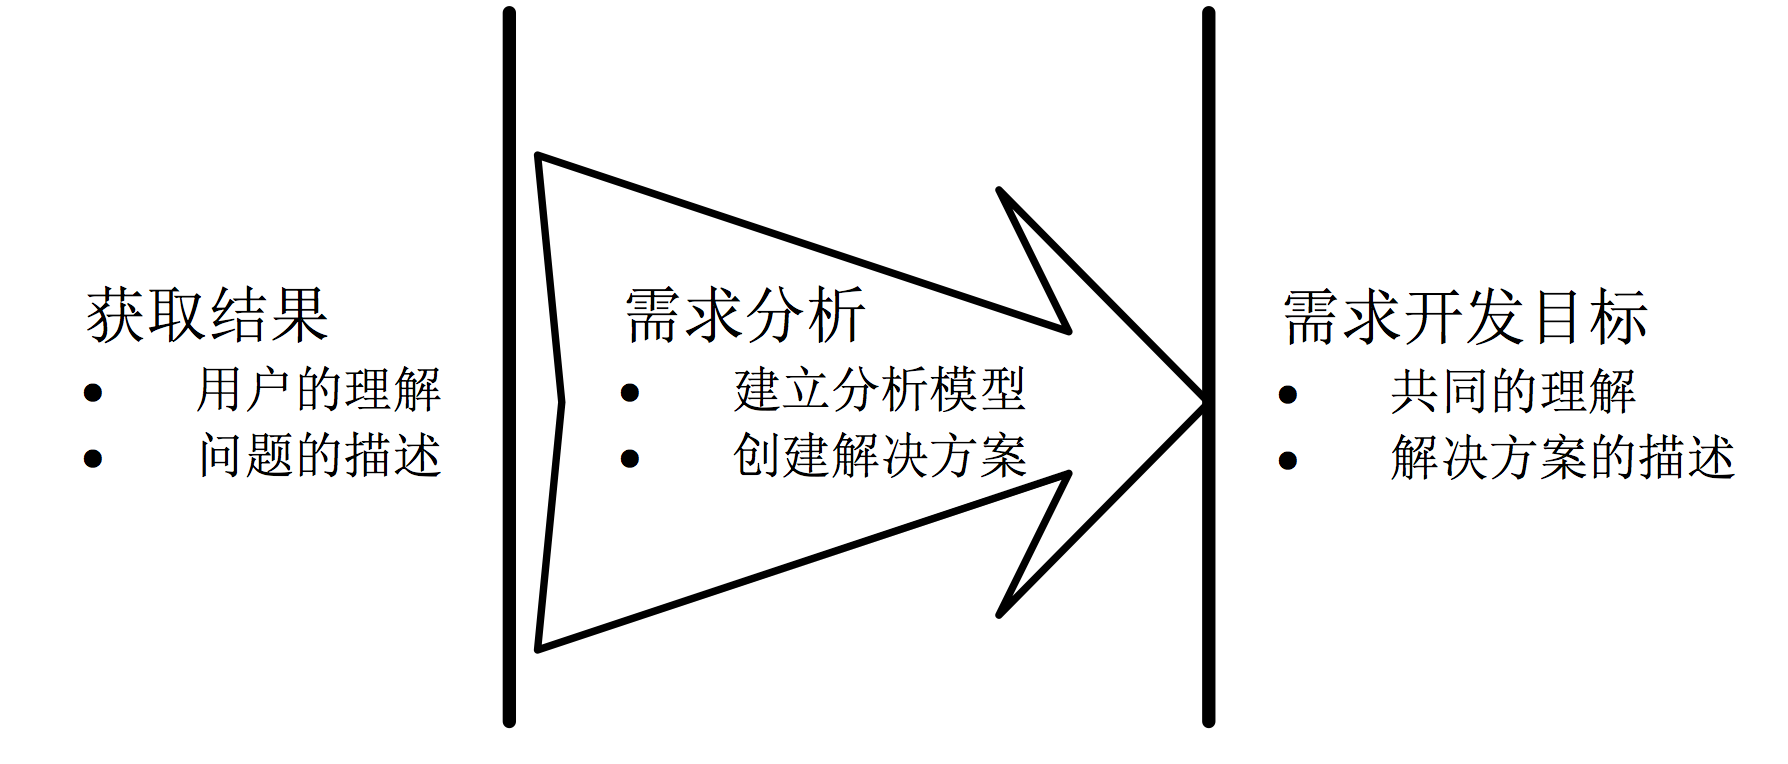 获取结果
● 用户的理解
● 问题的描述
需求分析
● 建立分析模型
● 创建解决方案
需求开发目标
● 共同的理解
● 解决方案的描述